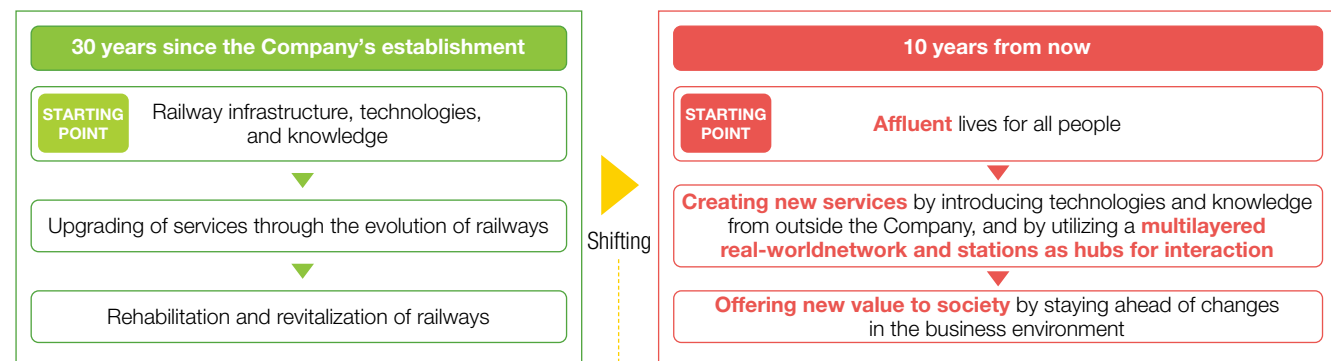 30 years since the Company’s establishment
STARTING
POINT
Railway infrastructure, technologies,
and knowledge
Upgrading of services through the evolution of railways
Rehabilitation and revitalization of railways
Shifting
10 years from now
STARTING
POINT
Affluent lives for all people
Creating new services by introducing technologies and knowledge
from outside the Company, and by utilizing a multilayered
real-worldnetwork and stations as hubs for interaction
Offering new value to society by staying ahead of changes
in the business environment